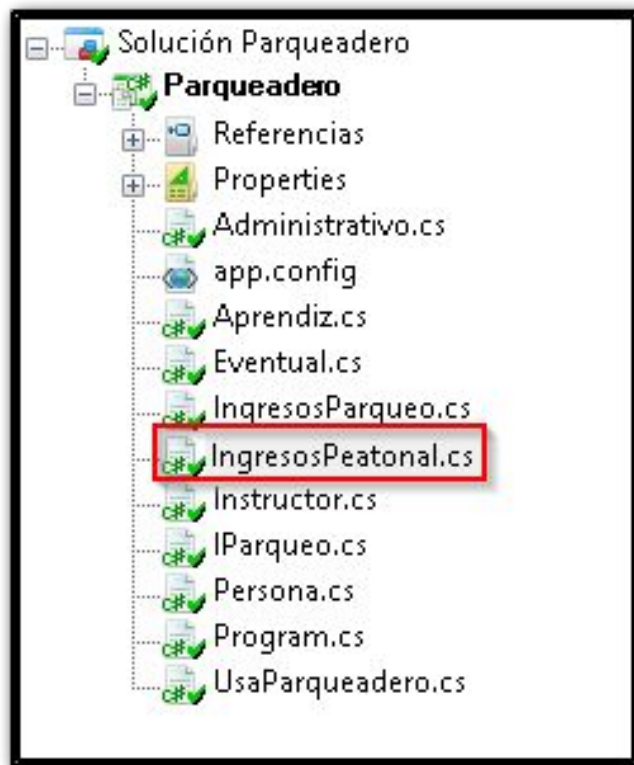 Solución Parqueadero
Parqueadero
Referencias
Properties
Administrativo.cs
app.config
Aprendiz.cs
Eventual.cs
IngresosParqueo.cs
IngresosPeatonal.cs
Instructor.cs
IParqueo.cs
Persona.cs
Program.cs
UsaParqueadero.cs